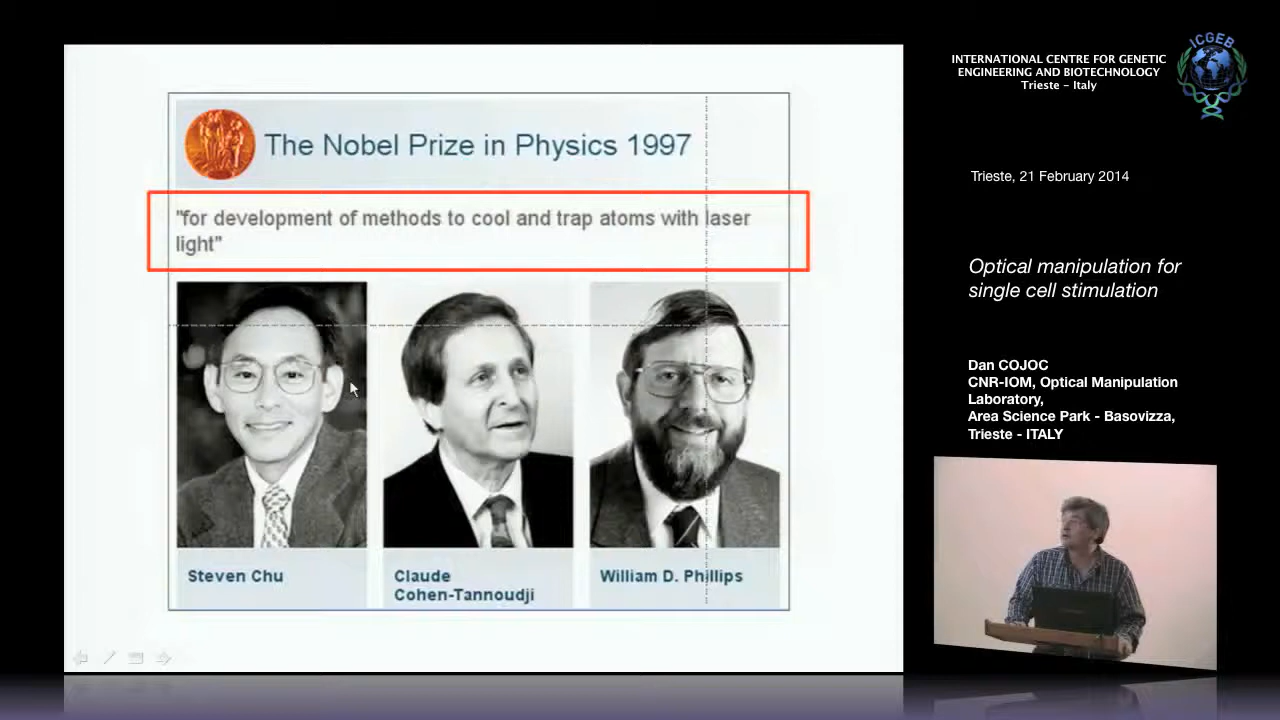 The Nobel Prize in Physics 1997
"for development of methods to cool and trap atoms with laser
light"
Steven Chu
Claude
Cohen-Tannoudji
William D. Phillips
INTERNATIONAL CENTRE FOR GENETIC
ENGINEERING AND BIOTECHNOLOGY
Trieste - Italy
ICGEB
Trieste, 21 February 2014
Optical manipulation for
single cell stimulation
Dan COJOC
CNR-IOM, Optical Manipulation
Laboratory,
Area Science Park - Basovizza,
Trieste - ITALY